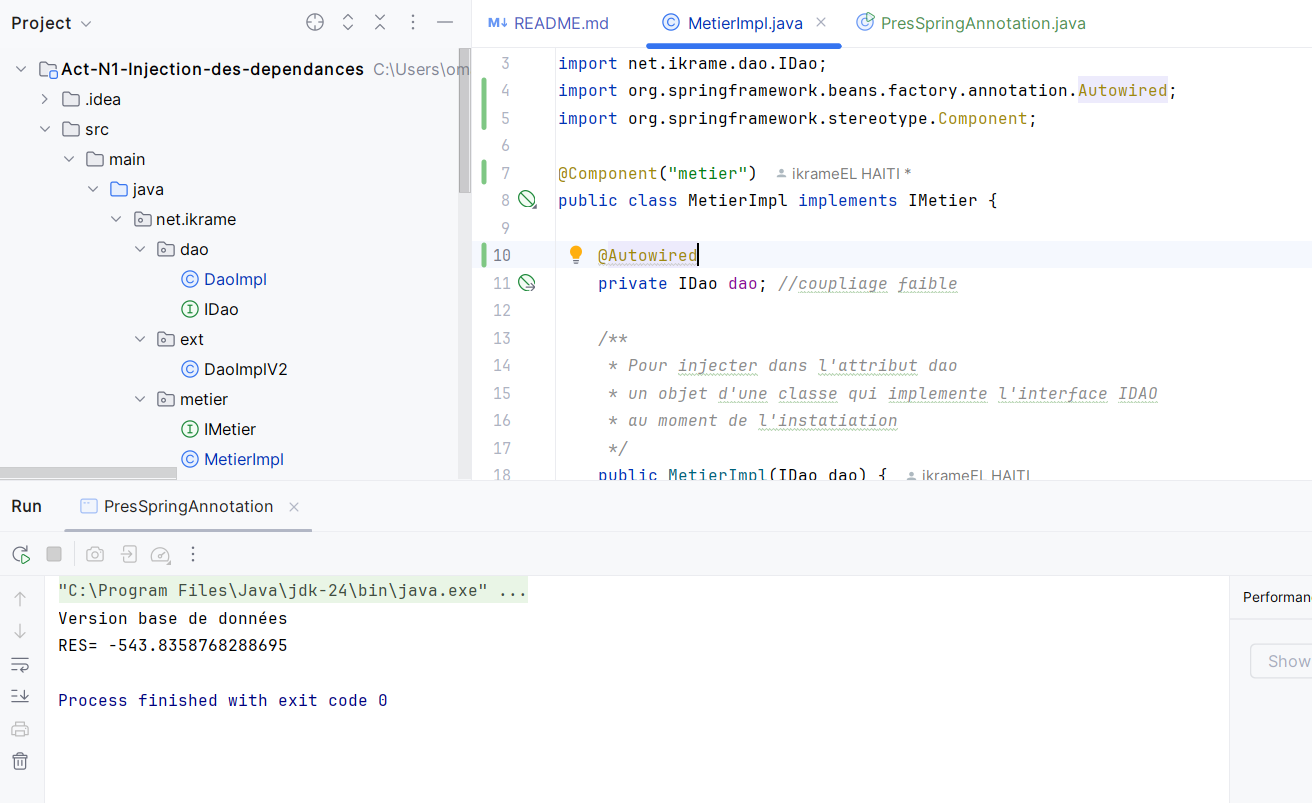 Project
README.md
MetierImpl.java
PresSpringAnnotation.java
Act-N1-Injection-des-dependances C:\Users\om
.idea
src
main
java
net.ikrame
dao
DaoImpl
IDao
ext
DaoImplV2
metier
IMetier
MetierImpl
3 import net.ikrame.dao.IDao;
4 import org.springframework.beans.factory.annotation.Autowired;
5 import org.springframework.stereotype.Component;
6
7 @Component("metier") ikrameEL HAITI *
8 public class MetierImpl implements IMetier {
9
10 @Autowired
11 private IDao dao; //coupliage faible
12
13 /**
14 * Pour injecter dans l'attribut dao
15 * un objet d'une classe qui implemente l'interface IDAO
16 * au moment de l'instatiation
17 */
18 public MetierImpl(IDao dao) { ikrameEL HAITI
Run PresSpringAnnotation
"C:\Program Files\Java\jdk-24\bin\java.exe" ...
Version base de données
RES= -543.8358768288695
Process finished with exit code 0
Performan
Show